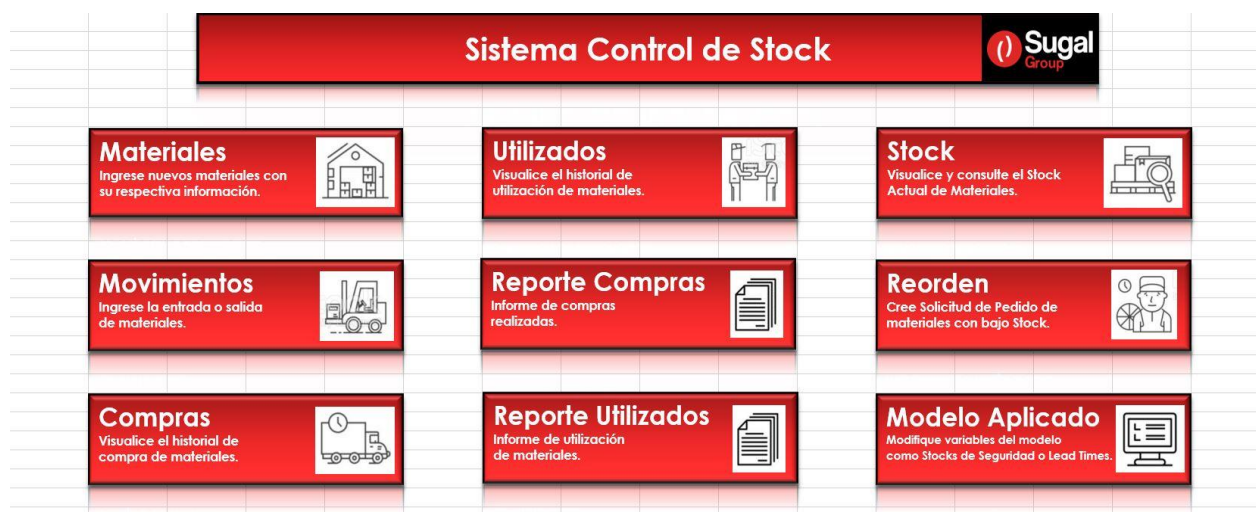 Sistema Control de Stock
Sugal
Group
Materiales
Ingrese nuevos materiales con
su respectiva información.
Utilizados
Visualice el historial de
utilización de materiales.
Stock
Visualice y consulte el Stock
Actual de Materiales.
Movimientos
Ingrese la entrada o salida
de materiales.
Reporte Compras
Informe de compras
realizadas.
Reorden
Cree Solicitud de Pedido de
materiales con bajo Stock.
Compras
Visualice el historial de
compra de materiales.
Reporte Utilizados
Informe de utilización
de materiales.
Modelo Aplicado
Modifique variables del modelo
como Stocks de Seguridad o Lead Times.